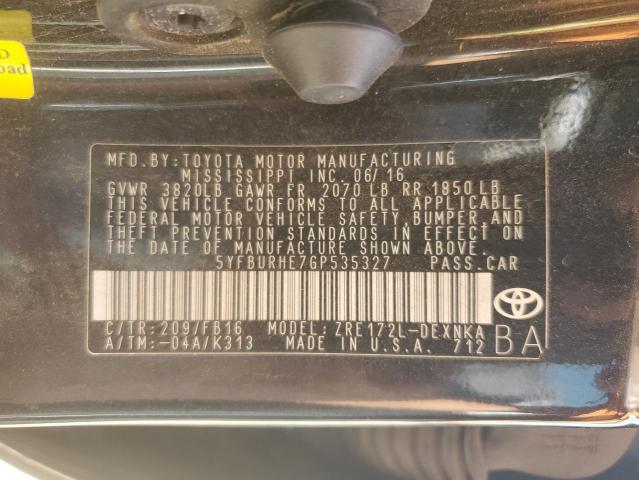 D
oad
MFD.BY:TOYOTA MOTOR MANUFACTURING
MISSISSIPPI INC. 06/16
GVWR 3820LB GAWR FR 2070 LB RR 1850 LB
THIS VEHICLE CONFORMS TO ALL APPLICABLE
FEDERAL MOTOR VEHICLE SAFETY, BUMPER, AND
THEFT PREVENTION STANDARDS IN EFFECT ON
THE DATE OF MANUFACTURE SHOWN ABOVE.
5YFBURHE7GP535327 PASS.CAR
C/TR:209/FB16 MODEL: ZRE172L-DEXNKA
A/TM:-04A/K313 MADE IN U.S.A. 712
BA